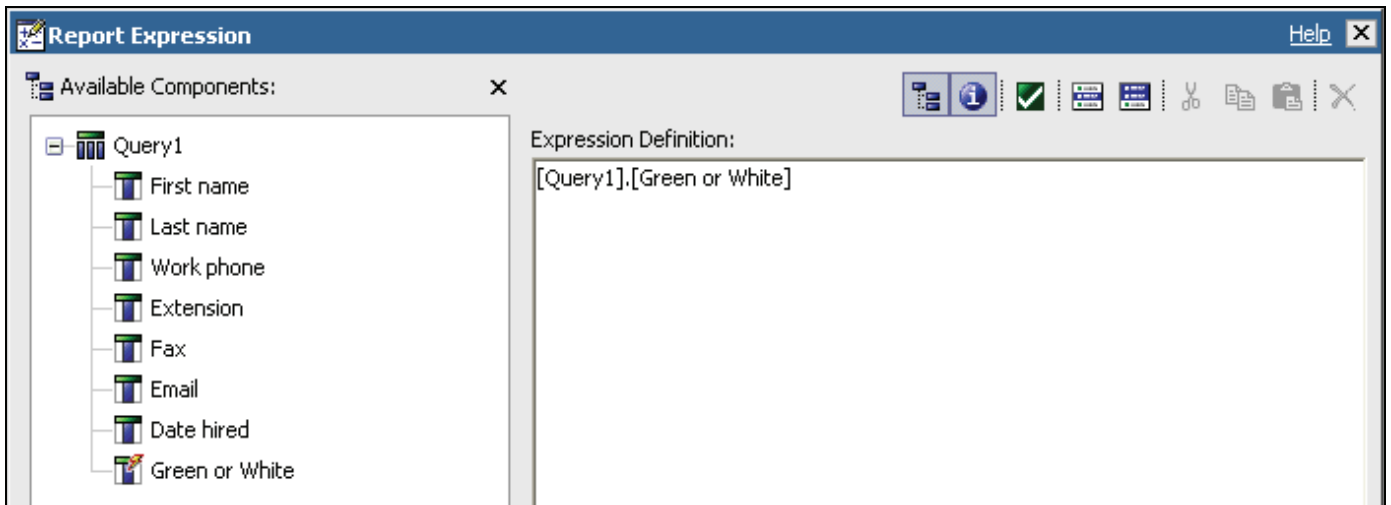 Report Expression
Help
Available Components:
Query1
First name
Last name
Work phone
Extension
Fax
Email
Date hired
Green or White
Expression Definition:
[Query1].[Green or White]